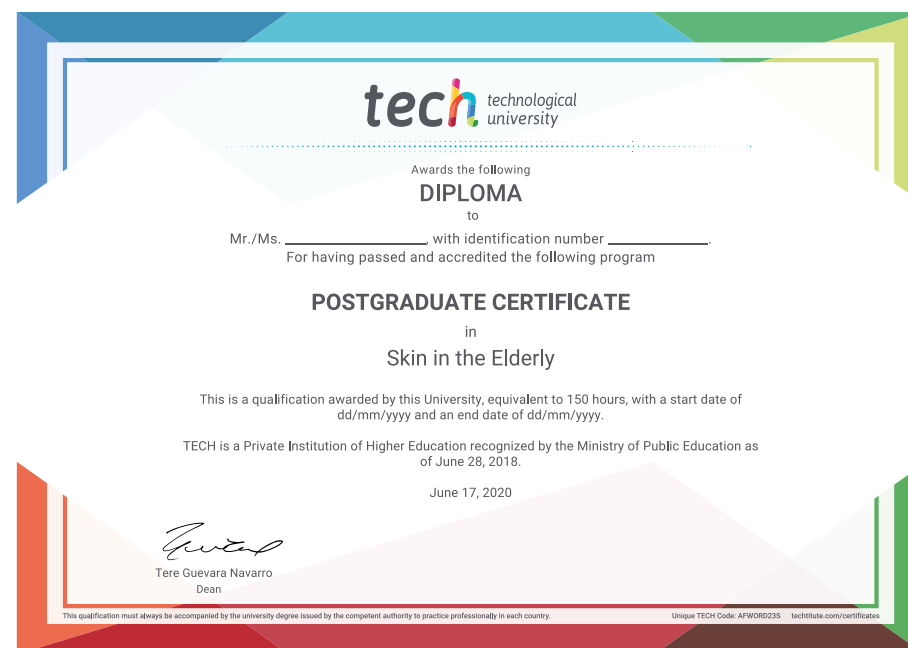 tech technological
university
Awards the following
DIPLOMA
to
Mr./Ms. ____________, with identification number ____________.
For having passed and accredited the following program
POSTGRADUATE CERTIFICATE
in
Skin in the Elderly
This is a qualification awarded by this University, equivalent to 150 hours, with a start date of
dd/mm/yyyy and an end date of dd/mm/yyyy.
TECH is a Private Institution of Higher Education recognized by the Ministry of Public Education as
of June 28, 2018.
June 17, 2020
Tere Guevara Navarro
Dean
This qualification must always be accompanied by the university degree issued by the competent authority to practice professionally in each country. Unique TECH Code: AFWORD23S techtitute.com/certificates